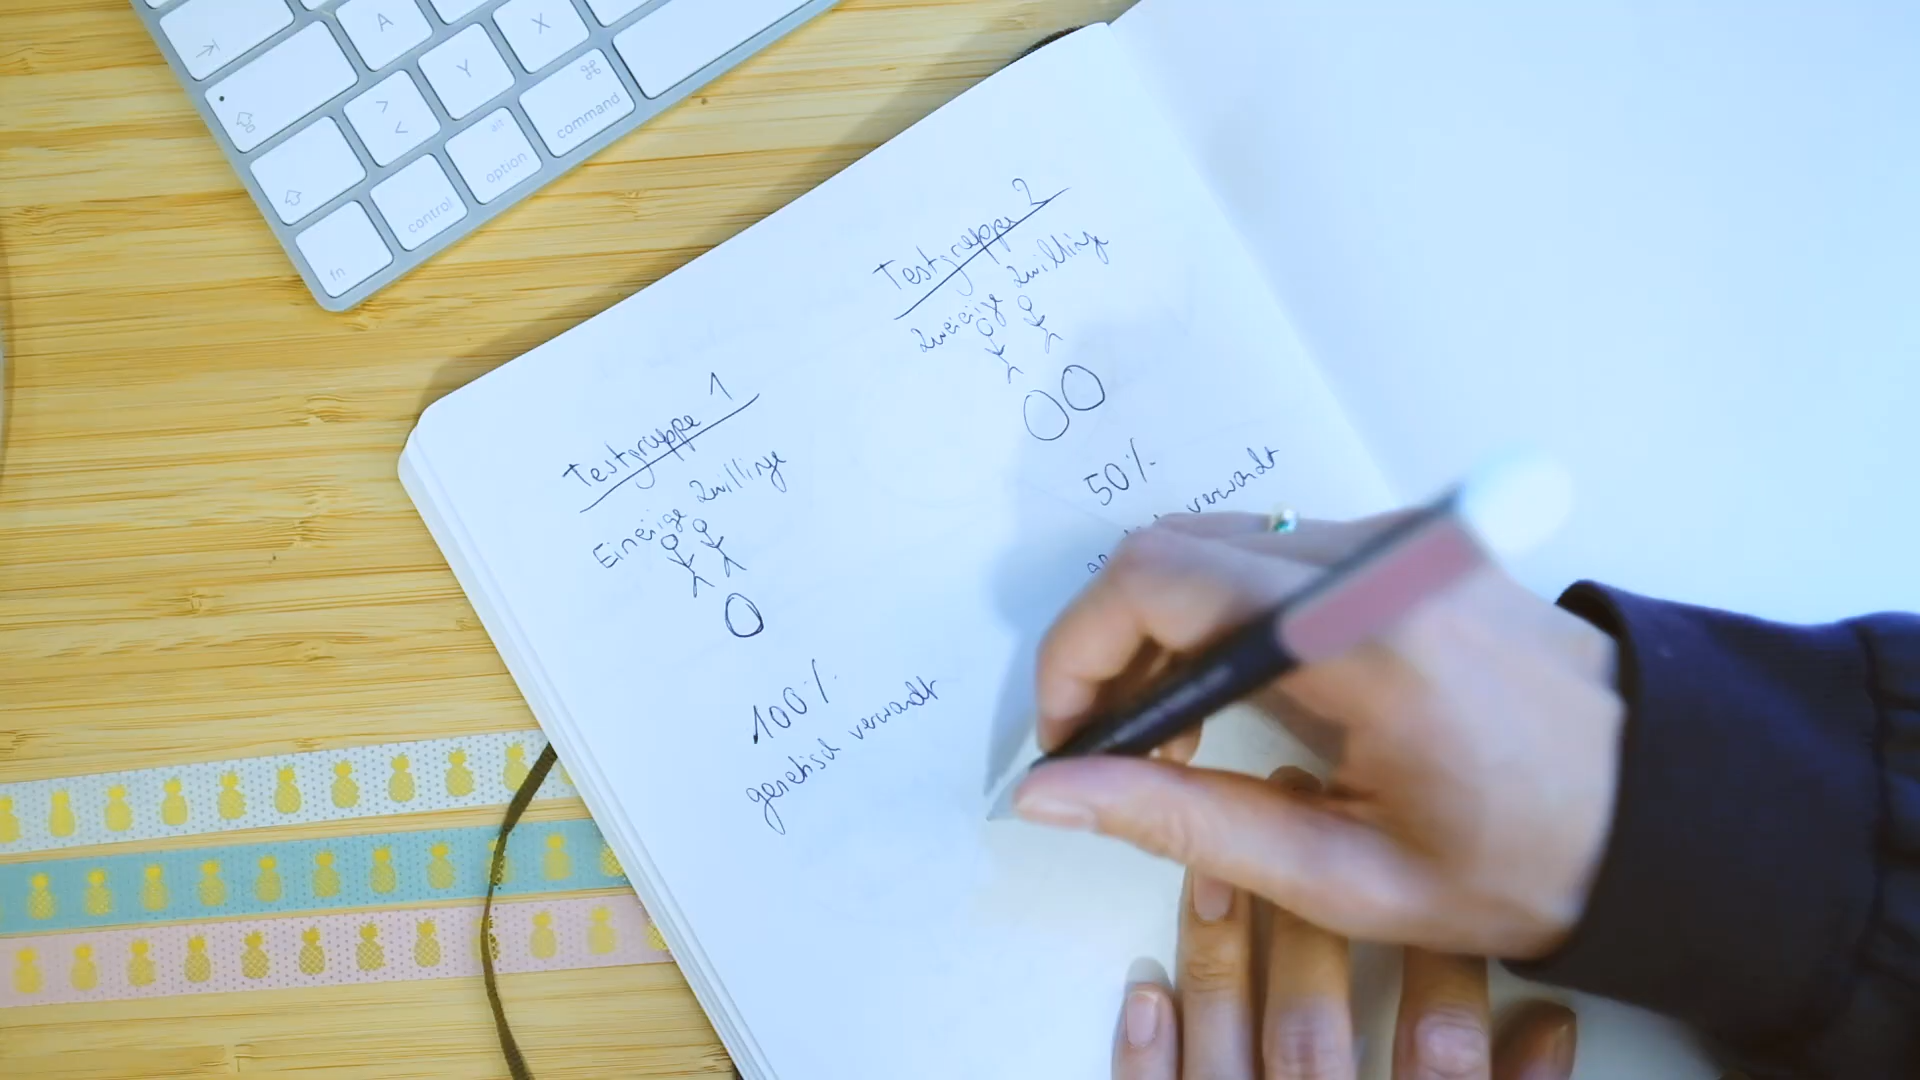 A
X
Y
>
<
⌘
alt
command
option
control
fn
Testgruppe 1
Eineiige Zwillinge
100%
genetisch verwandt
Testgruppe 2
Zweieiige Zwillinge
50%
verwandt